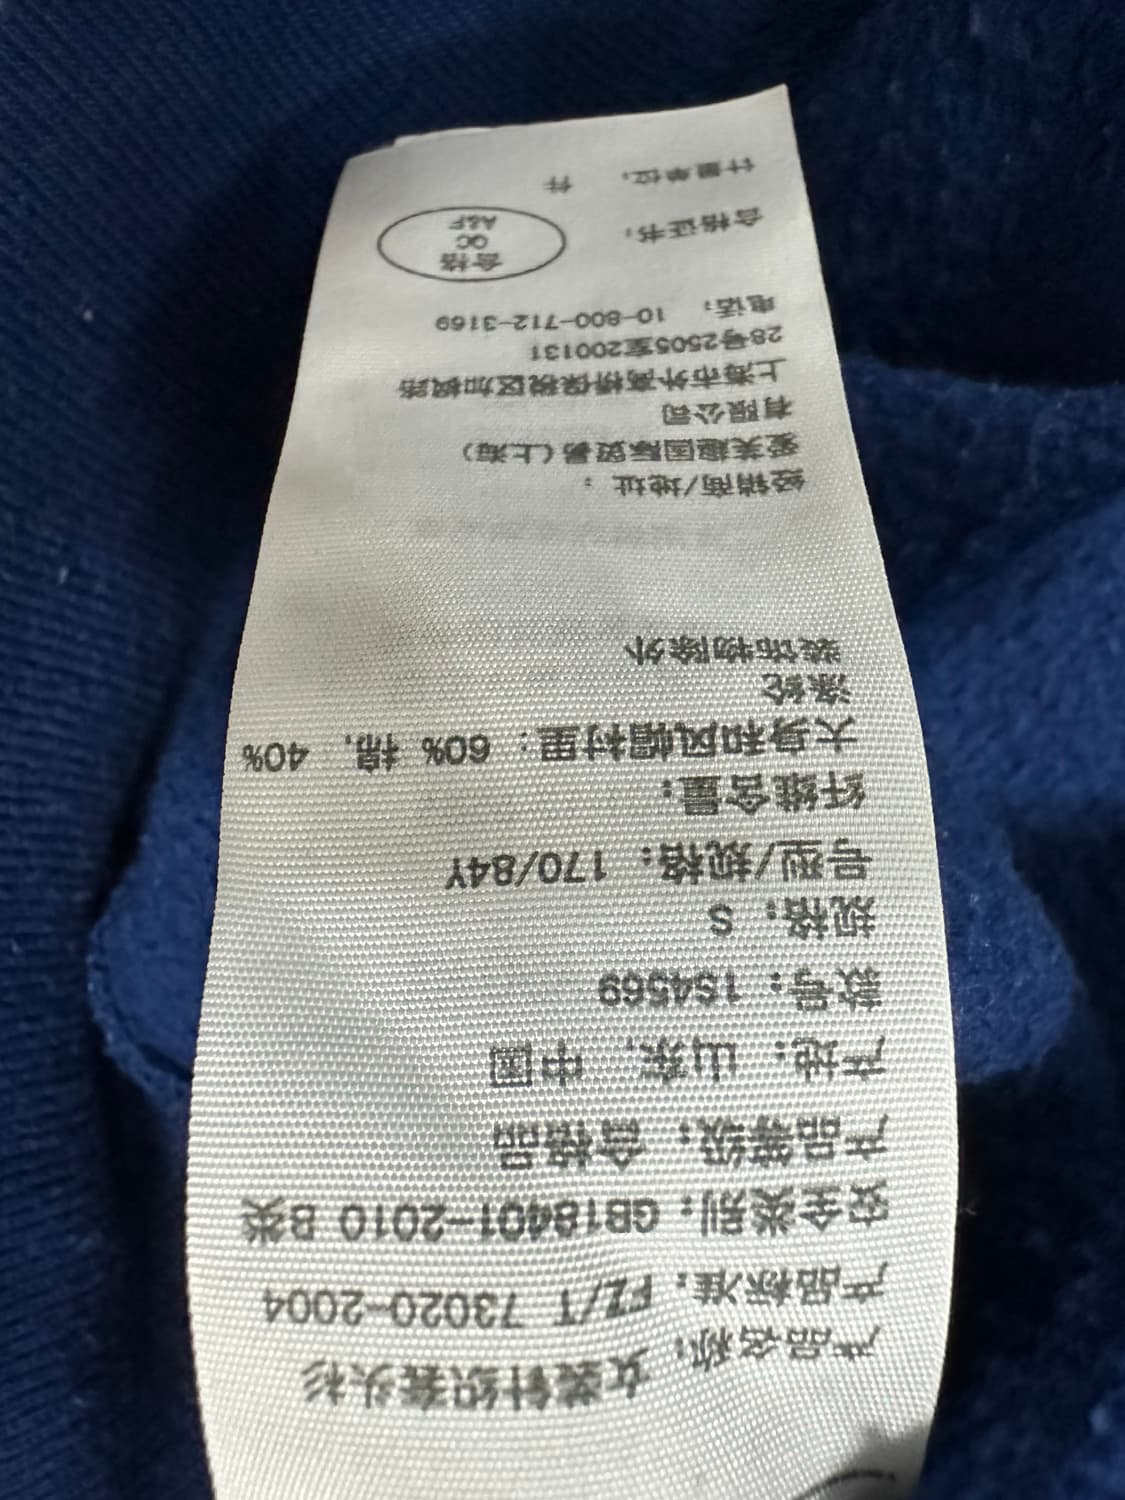 产品名称：
女装针织套头衫
产品标准：FZ/T 73020-2004
安全类别：GB18401-2010 B类
产品等级：合格品
产地：山东，中国
款号：1S4569
规格：S
号型/规格：170/84Y
纤维含量：
大身和风帽村里：60% 棉，40%
涤纶
装饰物除外
经销商/地址：
爱芙趣国际贸易(上海)
有限公司
上海市外高桥保税区加枫路
28号2505室200131
电话：10-800-712-3169
合格证书：
合格
QC
A&F
计量单位：件